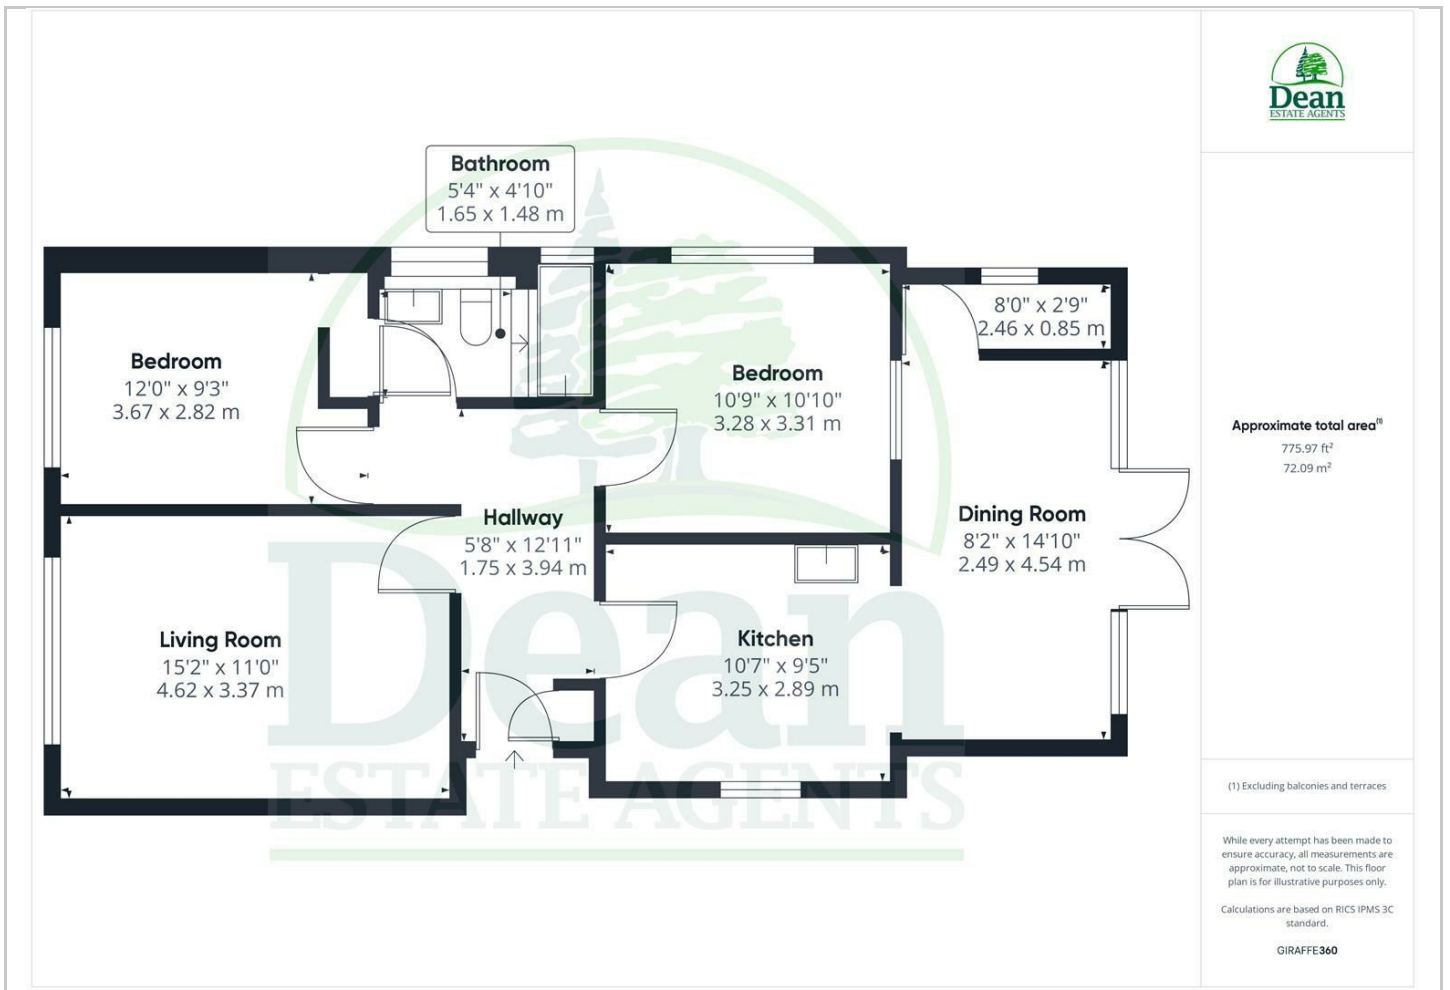 Bathroom
5'4" x 4'10"
1.65 x 1.48 m
Bedroom
12'0" x 9'3"
3.67 x 2.82 m
Bedroom
10'9" x 10'10"
3.28 x 3.31 m
8'0" x 2'9"
2.46 x 0.85 m
Hallway
5'8" x 12'11"
1.75 x 3.94 m
Dining Room
8'2" x 14'10"
2.49 x 4.54 m
Living Room
15'2" x 11'0"
4.62 x 3.37 m
Kitchen
10'7" x 9'5"
3.25 x 2.89 m
Dean
ESTATE AGENTS
Dean
ESTATE AGENTS
Approximate total area(1)
775.97 ft²
72.09 m²
(1) Excluding balconies and terraces
While every attempt has been made to
ensure accuracy, all measurements are
approximate, not to scale. This floor
plan is for illustrative purposes only.
Calculations are based on RICS IPMS 3C
standard.
GIRAFFE360